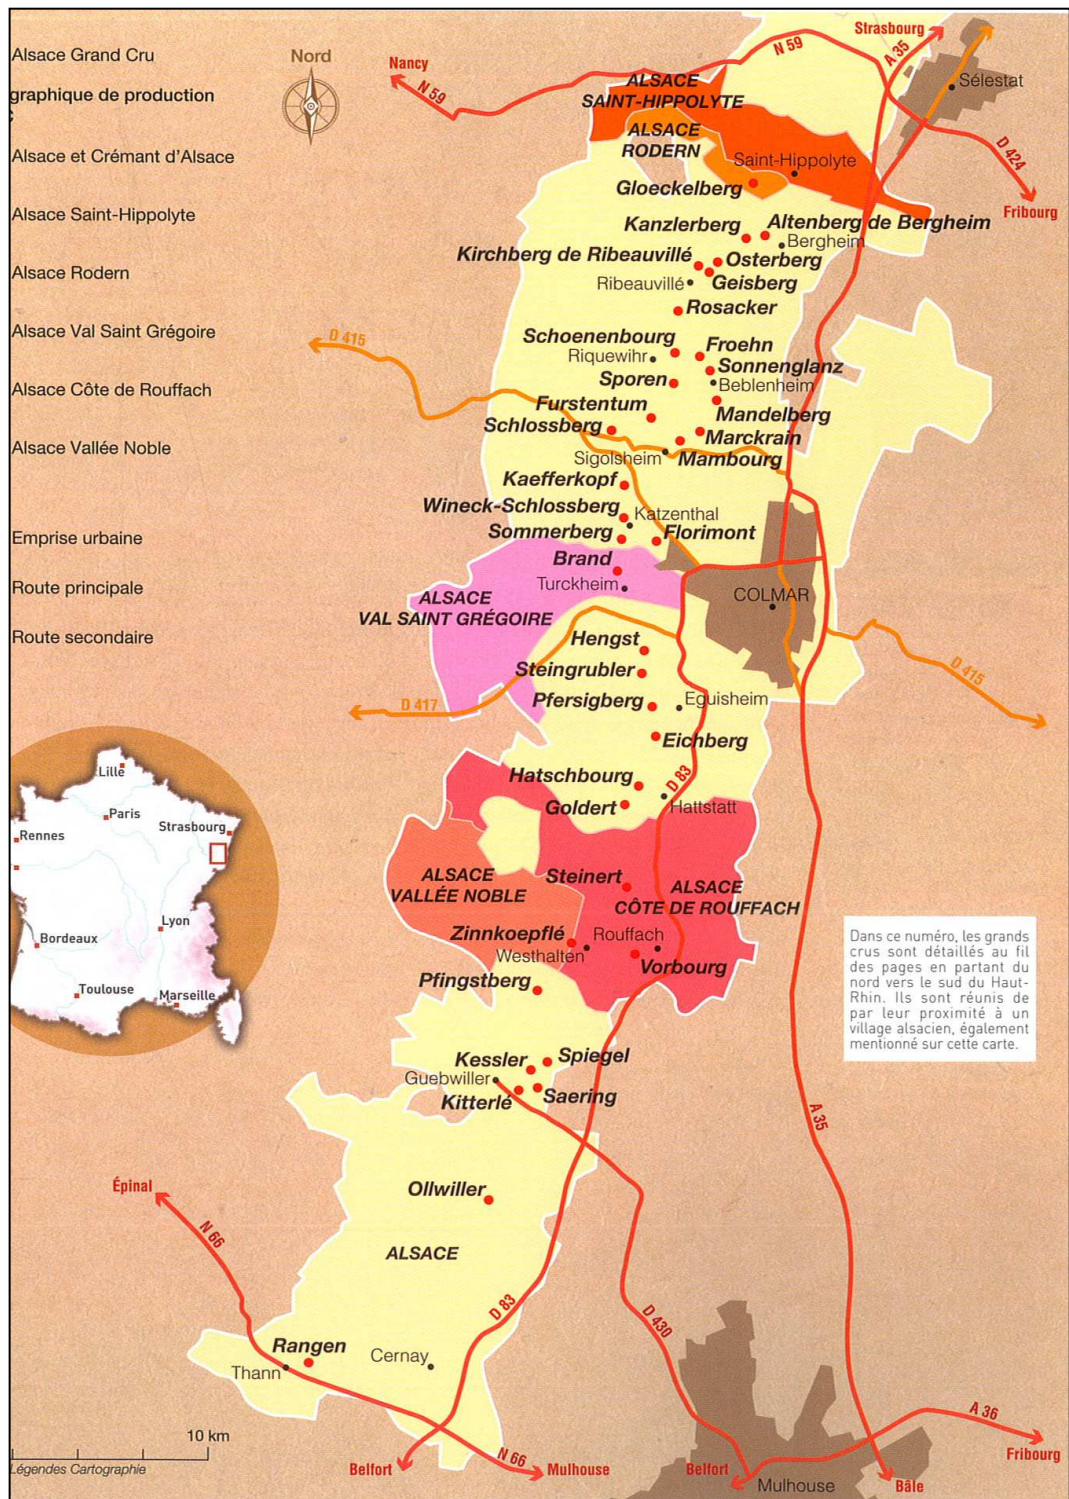 Alsace Grand Cru
graphique de production
Alsace et Crémant d'Alsace
Alsace Saint-Hippolyte
Alsace Rodern
Alsace Val Saint Grégoire
Alsace Côte de Rouffach
Alsace Vallée Noble
Emprise urbaine
Route principale
Route secondaire
Nord
Nancy
N 59
N 59
Strasbourg
A 35
Sélestat
D 424
Fribourg
ALSACE
SAINT-HIPPOLYTE
ALSACE
RODERN
Saint-Hippolyte
Gloeckelberg
Kanzlerberg
Altenberg de Bergheim
Bergheim
Kirchberg de Ribeauvillé
Osterberg
Ribeauvillé
Geisberg
Rosacker
D 415
Schoenenbourg
Froehn
Riquewihr
Sonnenglanz
Sporen
Beblenheim
Furstentum
Mandelberg
Schlossberg
Marckrain
Sigolsheim
Mambourg
Kaefferkopf
Wineck-Schlossberg
Katzenthal
Sommerberg
Florimont
Brand
Turckheim
ALSACE
VAL SAINT GRÉGOIRE
COLMAR
Hengst
Steingrubler
D 415
Pfersigberg
Eguisheim
D 417
Eichberg
Hatschbourg
D 83
Goldert
Hattstatt
ALSACE
VALLÉE NOBLE
Steinert
ALSACE
CÔTE DE ROUFFACH
Zinnkoepflé
Rouffach
Westhalten
Vorbourg
Pfingstberg
Kessler
Spiegel
Guebwiller
Kitterlé
Saering
A 35
Ollwiller
ALSACE
Épinal
N 66
D 83
D 430
Rangen
Thann
Cernay
N 66
Belfort
Mulhouse
Belfort
Mulhouse
Bâle
A 36
Fribourg
Lille
Paris
Strasbourg
Rennes
Lyon
Bordeaux
Toulouse
Marseille
Dans ce numéro, les grands
crus sont détaillés au fil
des pages en partant du
nord vers le sud du Haut-
Rhin. Ils sont réunis de
par leur proximité à un
village alsacien, également
mentionné sur cette carte.
10 km
Légendes Cartographie